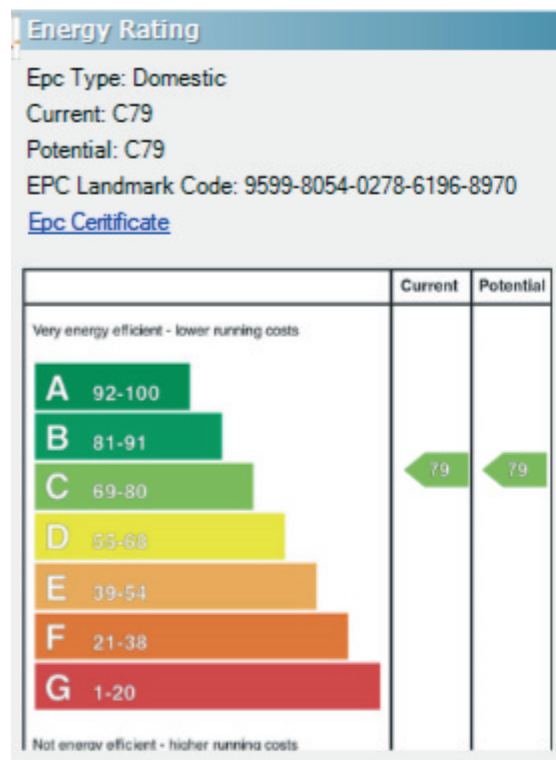 Energy Rating
Epc Type: Domestic
Current: C79
Potential: C79
EPC Landmark Code: 9599-8054-0278-6196-8970
Epc Ceritificate
Current Potential
Very energy efficient - lower running costs
A 92-100
B 81-91
C 69-80
79 79
D 55-68
E 39-54
F 21-38
G 1-20
Not energy efficient - higher running costs